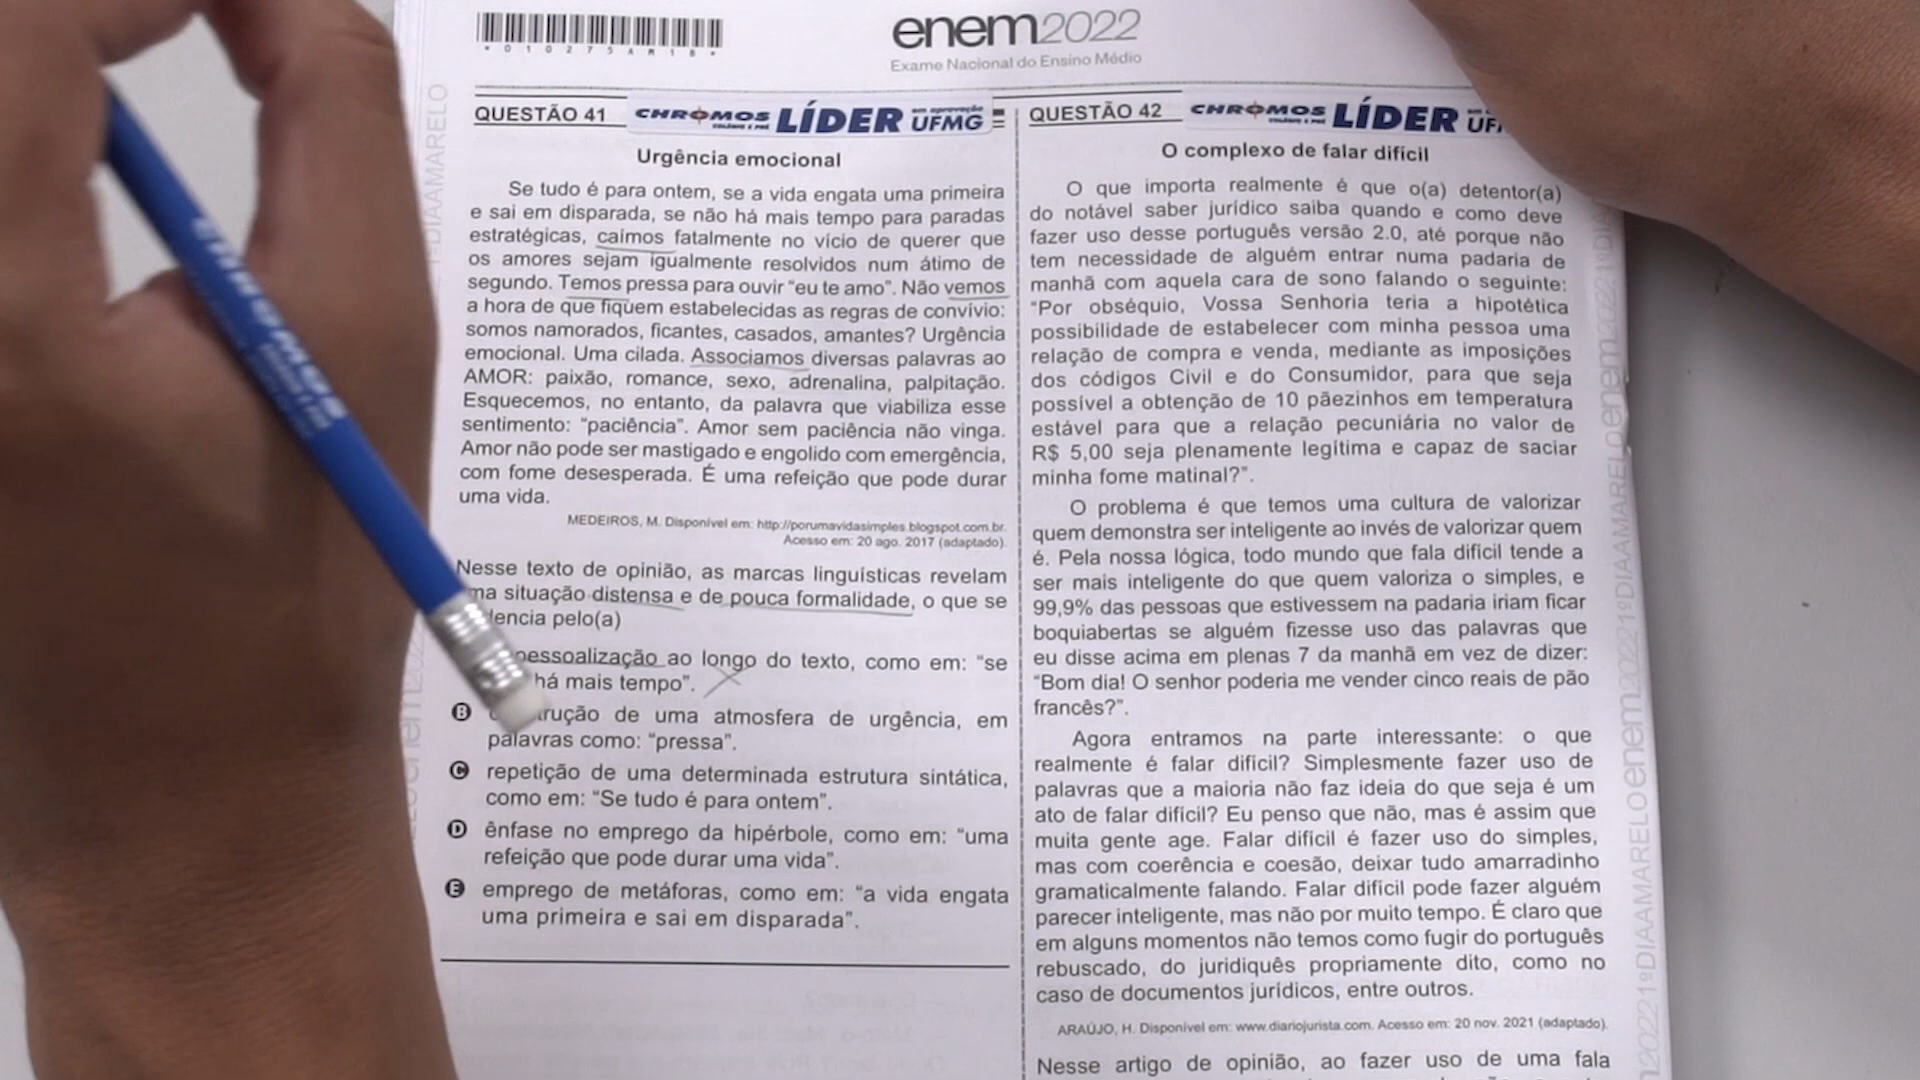 *010275AM18*
enem2022
Exame Nacional do Ensino Médio
QUESTÃO 41
CHROMOS
COLÉGIO E PRÉ
LÍDER
em aprovação
UFMG
Urgência emocional
Se tudo é para ontem, se a vida engata uma primeira
e sai em disparada, se não há mais tempo para paradas
estratégicas, caímos fatalmente no vício de querer que
os amores sejam igualmente resolvidos num átimo de
segundo. Temos pressa para ouvir “eu te amo”. Não vemos
a hora de que fiquem estabelecidas as regras de convívio:
somos namorados, ficantes, casados, amantes? Urgência
emocional. Uma cilada. Associamos diversas palavras ao
AMOR: paixão, romance, sexo, adrenalina, palpitação.
Esquecemos, no entanto, da palavra que viabiliza esse
sentimento: “paciência”. Amor sem paciência não vinga.
Amor não pode ser mastigado e engolido com emergência,
com fome desesperada. É uma refeição que pode durar
uma vida.
MEDEIROS, M. Disponível em: http://porumavidasimples.blogspot.com.br.
Acesso em: 20 ago. 2017 (adaptado).
Nesse texto de opinião, as marcas linguísticas revelam
ma situação distensa e de pouca formalidade, o que se
dencia pelo(a)
pessoalização ao longo do texto, como em: “se
há mais tempo”.
B
rução de uma atmosfera de urgência, em
palavras como: “pressa”.
C repetição de uma determinada estrutura sintática,
como em: “Se tudo é para ontem”.
D ênfase no emprego da hipérbole, como em: “uma
refeição que pode durar uma vida”.
E emprego de metáforas, como em: “a vida engata
uma primeira e sai em disparada”.
QUESTÃO 42
CHROMOS
COLÉGIO E PRÉ
LÍDER
UF
O complexo de falar difícil
O que importa realmente é que o(a) detentor(a)
do notável saber jurídico saiba quando e como deve
fazer uso desse português versão 2.0, até porque não
tem necessidade de alguém entrar numa padaria de
manhã com aquela cara de sono falando o seguinte:
“Por obséquio, Vossa Senhoria teria a hipotética
possibilidade de estabelecer com minha pessoa uma
relação de compra e venda, mediante as imposições
dos códigos Civil e do Consumidor, para que seja
possível a obtenção de 10 pãezinhos em temperatura
estável para que a relação pecuniária no valor de
R$ 5,00 seja plenamente legítima e capaz de saciar
minha fome matinal?”.
O problema é que temos uma cultura de valorizar
quem demonstra ser inteligente ao invés de valorizar quem
é. Pela nossa lógica, todo mundo que fala difícil tende a
ser mais inteligente do que quem valoriza o simples, e
99,9% das pessoas que estivessem na padaria iriam ficar
boquiabertas se alguém fizesse uso das palavras que
eu disse acima em plenas 7 da manhã em vez de dizer:
“Bom dia! O senhor poderia me vender cinco reais de pão
francês?”.
Agora entramos na parte interessante: o que
realmente é falar difícil? Simplesmente fazer uso de
palavras que a maioria não faz ideia do que seja é um
ato de falar difícil? Eu penso que não, mas é assim que
muita gente age. Falar difícil é fazer uso do simples,
mas com coerência e coesão, deixar tudo amarradinho
gramaticalmente falando. Falar difícil pode fazer alguém
parecer inteligente, mas não por muito tempo. É claro que
em alguns momentos não temos como fugir do português
rebuscado, do juridiquês propriamente dito, como no
caso de documentos jurídicos, entre outros.
ARAÚJO, H. Disponível em: www.diariojurista.com. Acesso em: 20 nov. 2021 (adaptado).
Nesse artigo de opinião, ao fazer uso de uma fala
chromos
1ºDIAAMARELO
enem20221ºDIAAMARELOenem20221ºDIAAMARELOenem20221ºDIA